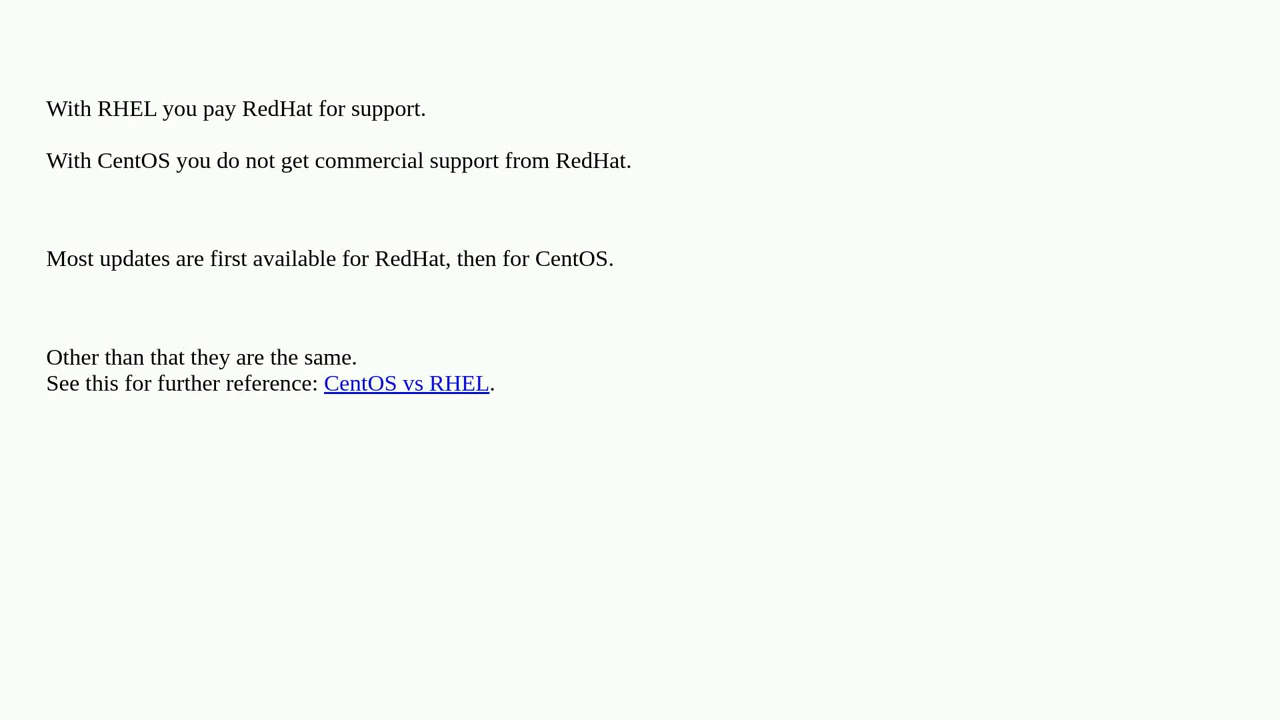 With RHEL you pay RedHat for support.
With CentOS you do not get commercial support from RedHat.
Most updates are first available for RedHat, then for CentOS.
Other than that they are the same.
See this for further reference: CentOS vs RHEL.